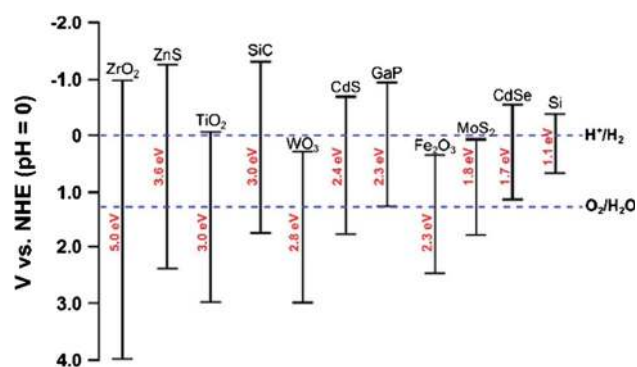 V vs. NHE (pH = 0)
-2.0
-1.0
0
1.0
2.0
3.0
4.0
ZrO₂
5.0 eV
ZnS
3.6 eV
TiO₂
3.0 eV
SiC
3.0 eV
WO₃
2.8 eV
CdS
2.4 eV
GaP
2.3 eV
Fe₂O₃
2.3 eV
MoS₂
1.8 eV
CdSe
1.7 eV
Si
1.1 eV
H⁺/H₂
O₂/H₂O